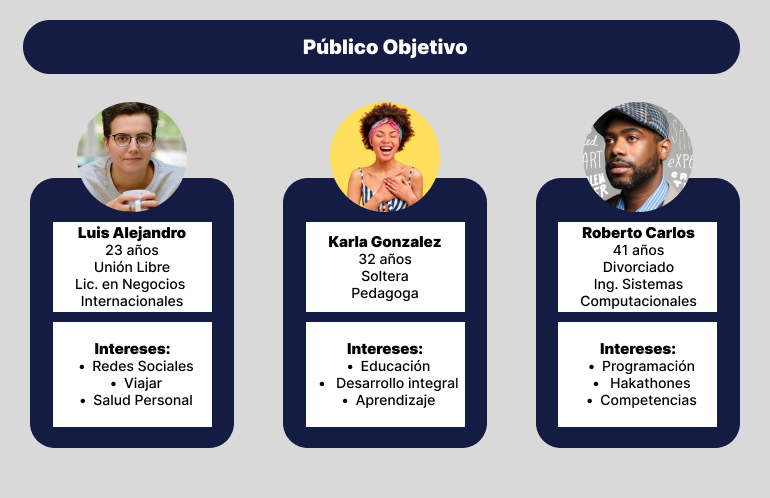 Público Objetivo
Luis Alejandro
23 años
Unión Libre
Lic. en Negocios
Internacionales
Intereses:
• Redes Sociales
• Viajar
• Salud Personal
Karla Gonzalez
32 años
Soltera
Pedagoga
Intereses:
• Educación
• Desarrollo integral
• Aprendizaje
ART
Roberto Carlos
41 años
Divorciado
Ing. Sistemas
Computacionales
Intereses:
• Programación
• Hakathones
• Competencias